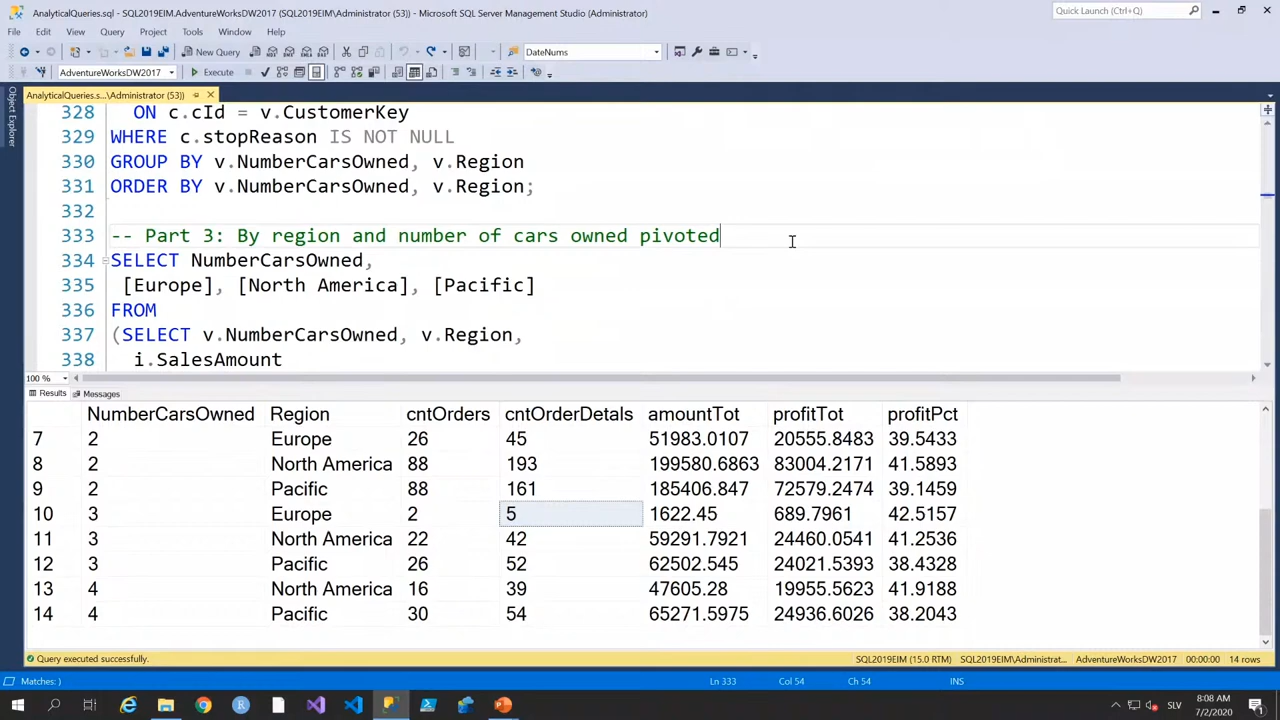 AnalyticalQueries.sql - SQL2019EIM.AdventureWorksDW2017 (SQL2019EIM\Administrator (53)) - Microsoft SQL Server Management Studio (Administrator)
Quick Launch (Ctrl+Q)
File Edit View Query Project Tools Window Help
New Query DateNums
AdventureWorksDW2017 Execute
Object Explorer
AnalyticalQueries.s...\Administrator (53))
328 ON c.cId = v.CustomerKey
329 WHERE c.stopReason IS NOT NULL
330 GROUP BY v.NumberCarsOwned, v.Region
331 ORDER BY v.NumberCarsOwned, v.Region;
332
333 -- Part 3: By region and number of cars owned pivoted
334 SELECT NumberCarsOwned,
335 [Europe], [North America], [Pacific]
336 FROM
337 (SELECT v.NumberCarsOwned, v.Region,
338 i.SalesAmount
100 %
Results Messages
NumberCarsOwned Region cntOrders cntOrderDetals amountTot profitTot profitPct
7 2 Europe 26 45 51983.0107 20555.8483 39.5433
8 2 North America 88 193 199580.6863 83004.2171 41.5893
9 2 Pacific 88 161 185406.847 72579.2474 39.1459
10 3 Europe 2 5 1622.45 689.7961 42.5157
11 3 North America 22 42 59291.7921 24460.0541 41.2536
12 3 Pacific 26 52 62502.545 24021.5393 38.4328
13 4 North America 16 39 47605.28 19955.5623 41.9188
14 4 Pacific 30 54 65271.5975 24936.6026 38.2043
Query executed successfully. SQL2019EIM (15.0 RTM) SQL2019EIM\Administrat... AdventureWorksDW2017 00:00:00 14 rows
Matches: ) Ln 333 Col 54 Ch 54 INS
SLV 8:08 AM
7/2/2020
1